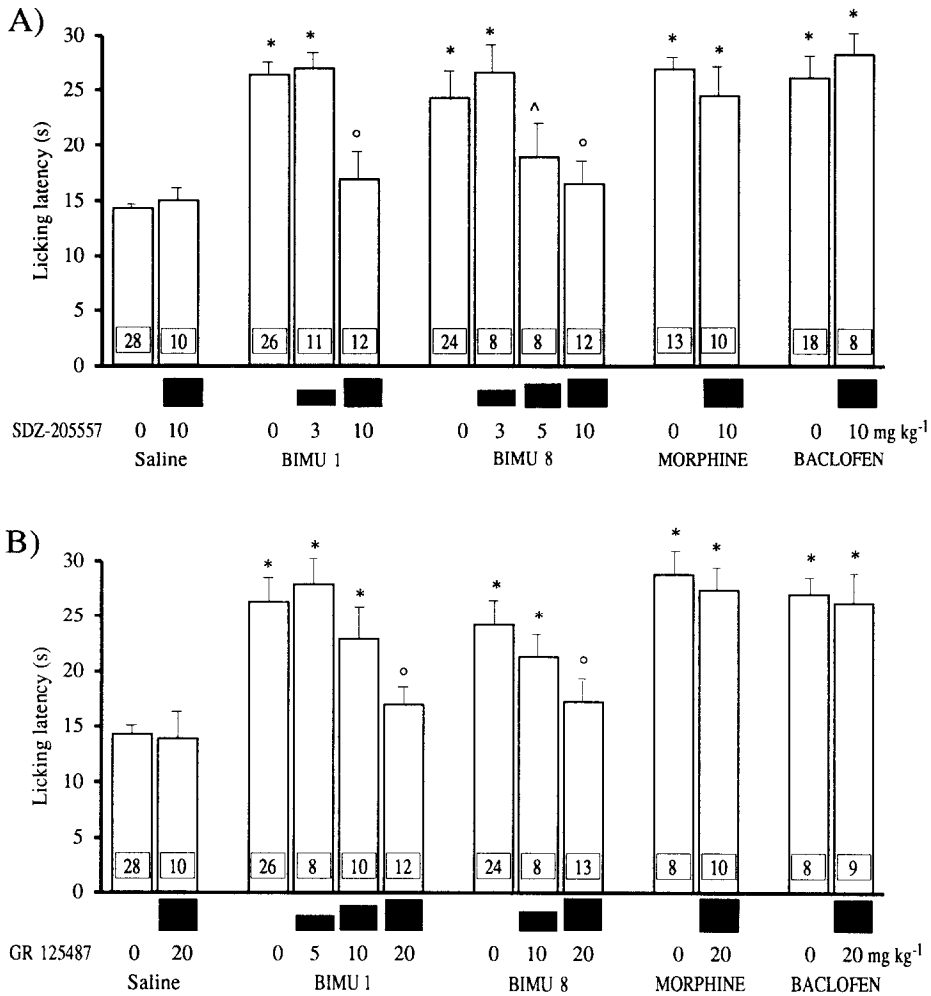 A)
Licking latency (s)
30
25
20
15
10
5
0
* * ° * * ^ ° * * * *
28 10 26 11 12 24 8 8 12 13 10 18 8
SDZ-205557 0 10 0 3 10 0 3 5 10 0 10 0 10 mg kg⁻¹
Saline BIMU 1 BIMU 8 MORPHINE BACLOFEN
B)
Licking latency (s)
30
25
20
15
10
5
0
* * * ° * * ° * * * *
28 10 26 8 10 12 24 8 13 8 10 8 9
GR 125487 0 20 0 5 10 20 0 10 20 0 20 0 20 mg kg⁻¹
Saline BIMU 1 BIMU 8 MORPHINE BACLOFEN